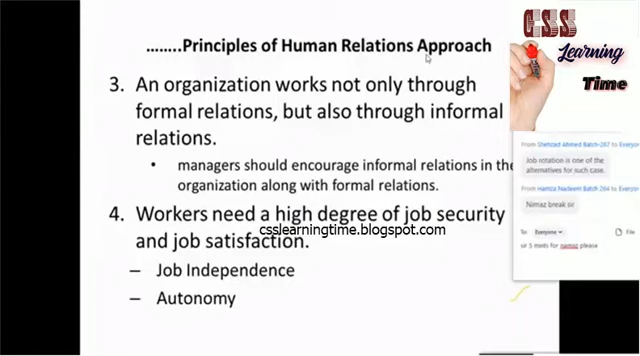 ........Principles of Human Relations Approach
3. An organization works not only through
formal relations, but also through informal
relations.
• managers should encourage informal relations in the
organization along with formal relations.
4. Workers need a high degree of job security
and job satisfaction.
csslearningtime.blogspot.com
– Job Independence
– Autonomy
CSS
Learning
Time
From Shehzad Ahmed Batch-287 to Everyon
Job rotation is one of the
alternatives for such case.
From Hamza Nadeem Batch 264 to Everyon
Nimaz break sir
To: Everyone File
or 5 mints for namaz please